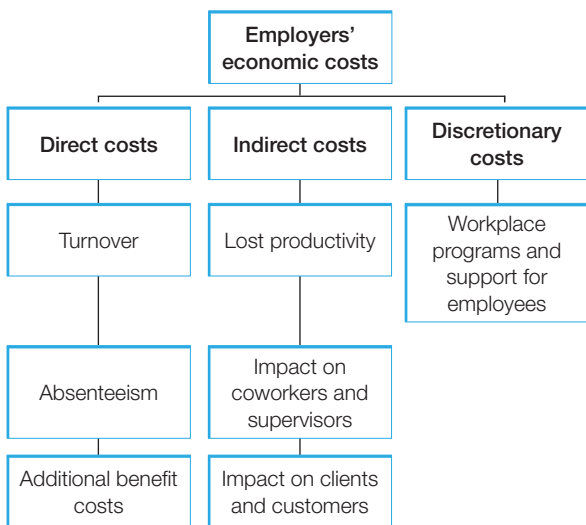 Employers’
economic costs
Direct costs
Indirect costs
Discretionary
costs
Turnover
Lost productivity
Workplace
programs and
support for
employees
Absenteeism
Impact on
coworkers and
supervisors
Additional benefit
costs
Impact on clients
and customers